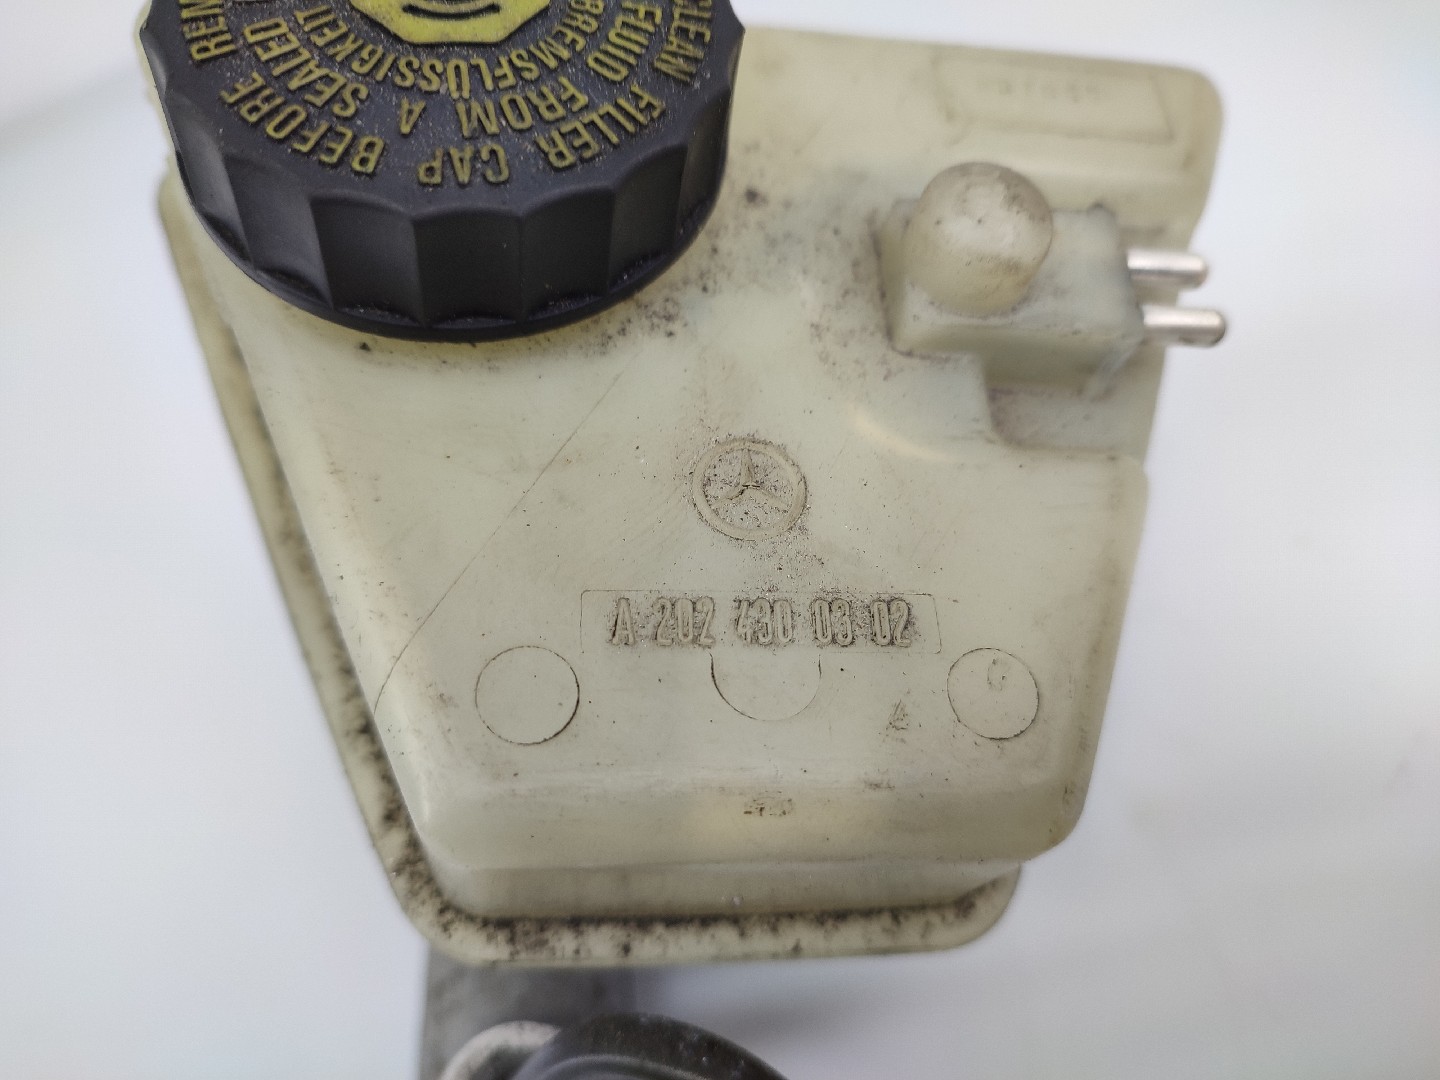 CLEAN FILLER CAP BEFORE REM
FLUID FROM A SEALED
BREMSFLÜSSIGKEIT
A 202 430 03 02